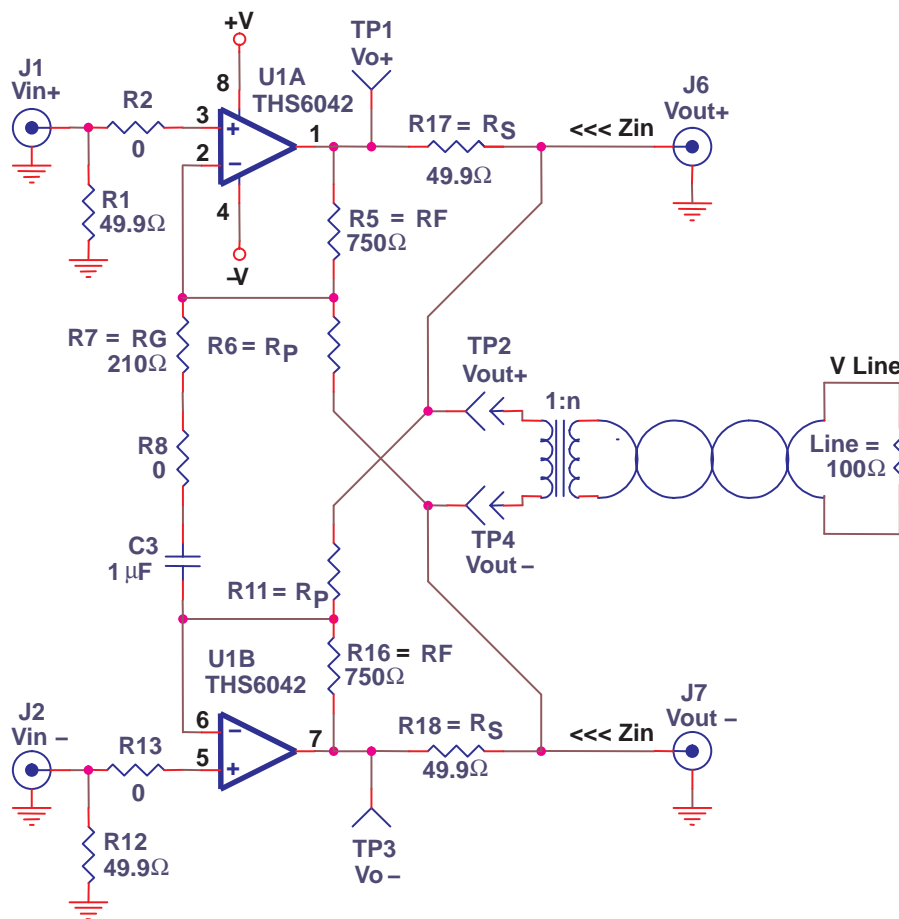 +V
TP1
Vo+
J1
Vin+
8
U1A
THS6042
J6
Vout+
R2
3
+
1
R17 = RS
<<< Zin
0
2
−
49.9Ω
R1
49.9Ω
4
R5 = RF
750Ω
–V
R7 = RG
210Ω
R6 = RP
TP2
Vout+
V Line
1:n
R8
0
Line =
100Ω
TP4
Vout –
C3
1 µF
R11 = RP
U1B
THS6042
R16 = RF
750Ω
J2
Vin –
6
−
R18 = RS
<<< Zin
J7
Vout –
R13
5
+
7
49.9Ω
0
R12
49.9Ω
TP3
Vo –